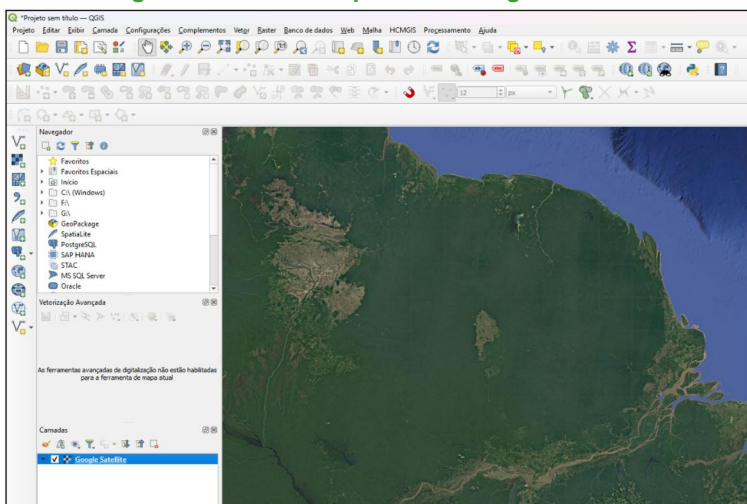 *Projeto sem título — QGIS
Projeto Editar Exibir Camada Configurações Complementos Vetor Raster Banco de dados Web Malha HCMGIS Processamento Ajuda
12 px
Navegador
Favoritos
Favoritos Espaciais
Início
C:\ (Windows)
F:\
G:\
GeoPackage
SpatiaLite
PostgreSQL
SAP HANA
STAC
MS SQL Server
Oracle
Vetorização Avançada
As ferramentas avançadas de digitalização não estão habilitadas
para a ferramenta de mapa atual
Camadas
Google Satellite